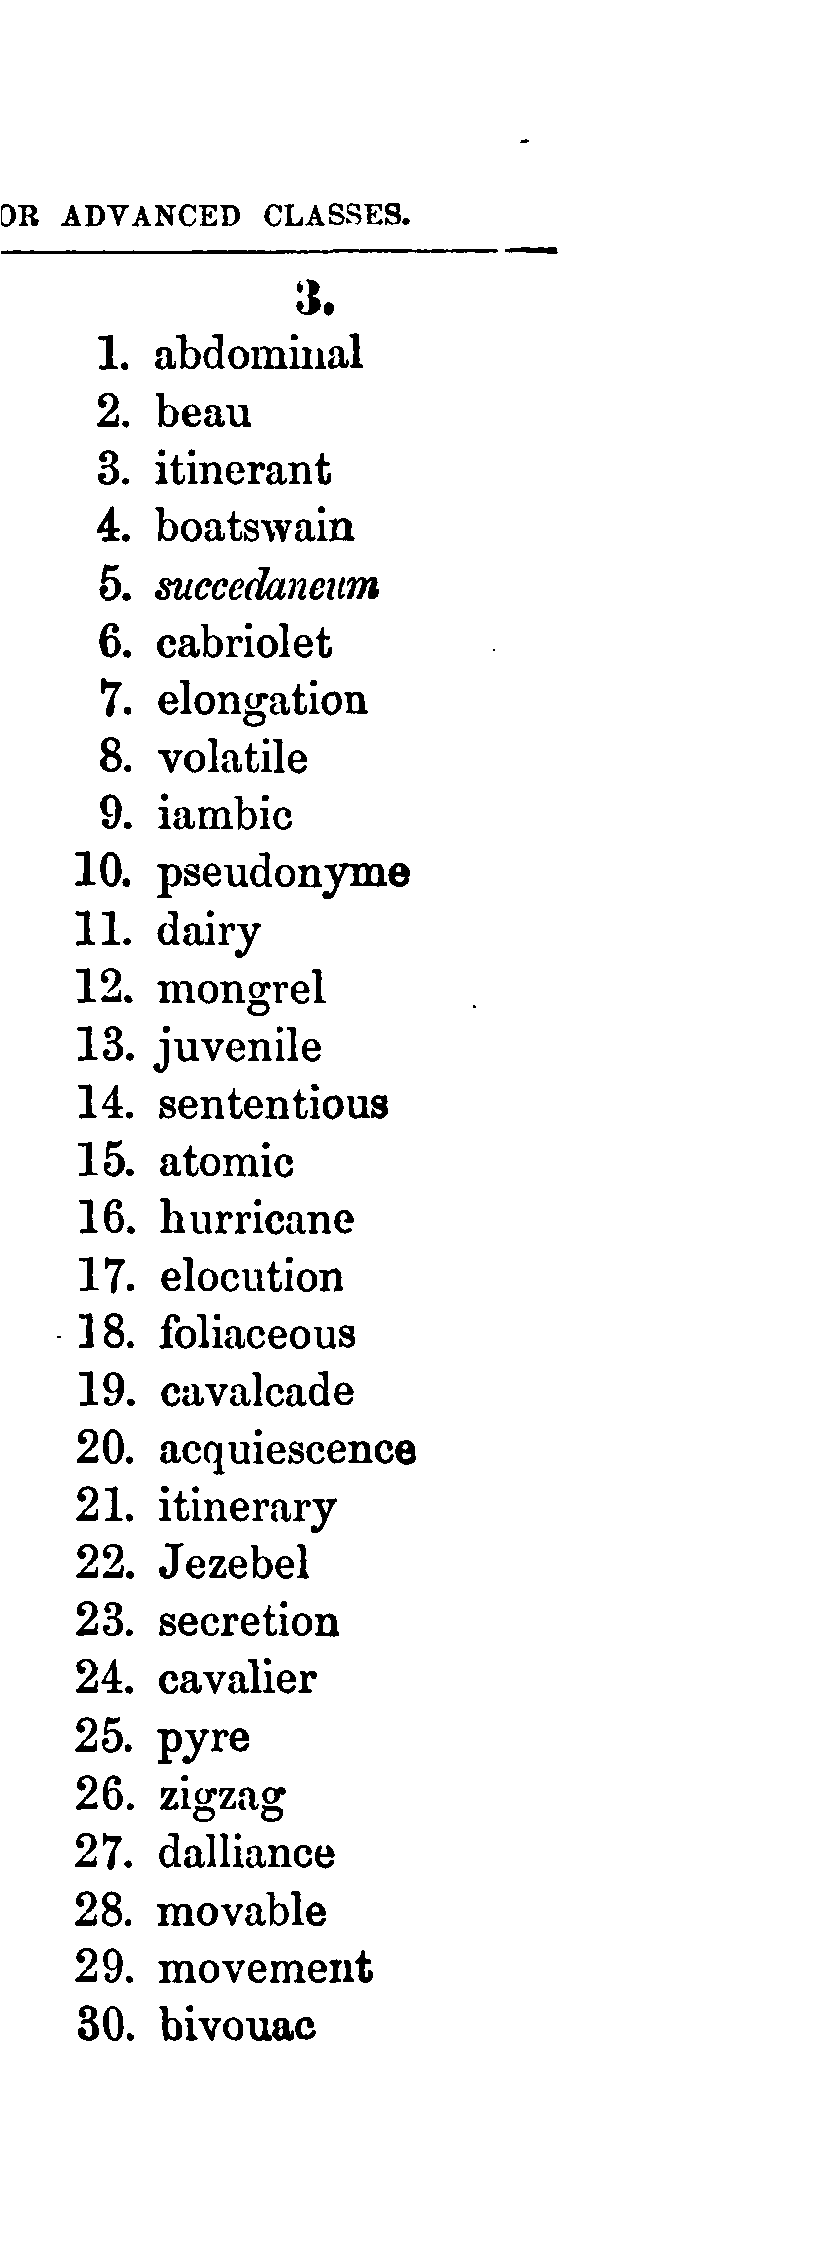 OR ADVANCED CLASSES.
3.
1. abdominal
2. beau
3. itinerant
4. boatswain
5. succedaneum
6. cabriolet
7. elongation
8. volatile
9. iambic
10. pseudonyme
11. dairy
12. mongrel
13. juvenile
14. sententious
15. atomic
16. hurricane
17. elocution
18. foliaceous
19. cavalcade
20. acquiescence
21. itinerary
22. Jezebel
23. secretion
24. cavalier
25. pyre
26. zigzag
27. dalliance
28. movable
29. movement
30. bivouac